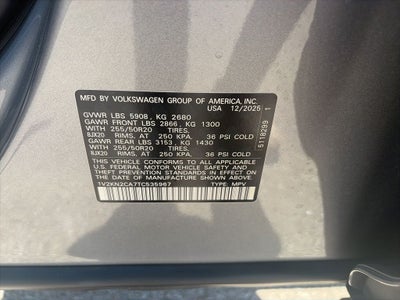 MFD. BY VOLKSWAGEN GROUP OF AMERICA, INC.
USA 12/2025
GVWR LBS 5908, KG 2680
GAWR FRONT LBS 2866, KG 1300
WITH 255/50R20 TIRES,
8JX20 RIMS, AT 250 KPA, 36 PSI COLD
GAWR REAR LBS 3153, KG 1430
WITH 255/50R20 TIRES,
8JX20 RIMS, AT 250 KPA, 36 PSI COLD
THIS VEHICLE CONFORMS TO ALL APPLICABLE
U.S. FEDERAL MOTOR VEHICLE SAFETY
STANDARDS IN EFFECT ON THE DATE OF
MANUFACTURE SHOWN ABOVE
1V2KN2CA7TC535967 TYPE: MPV
5118299